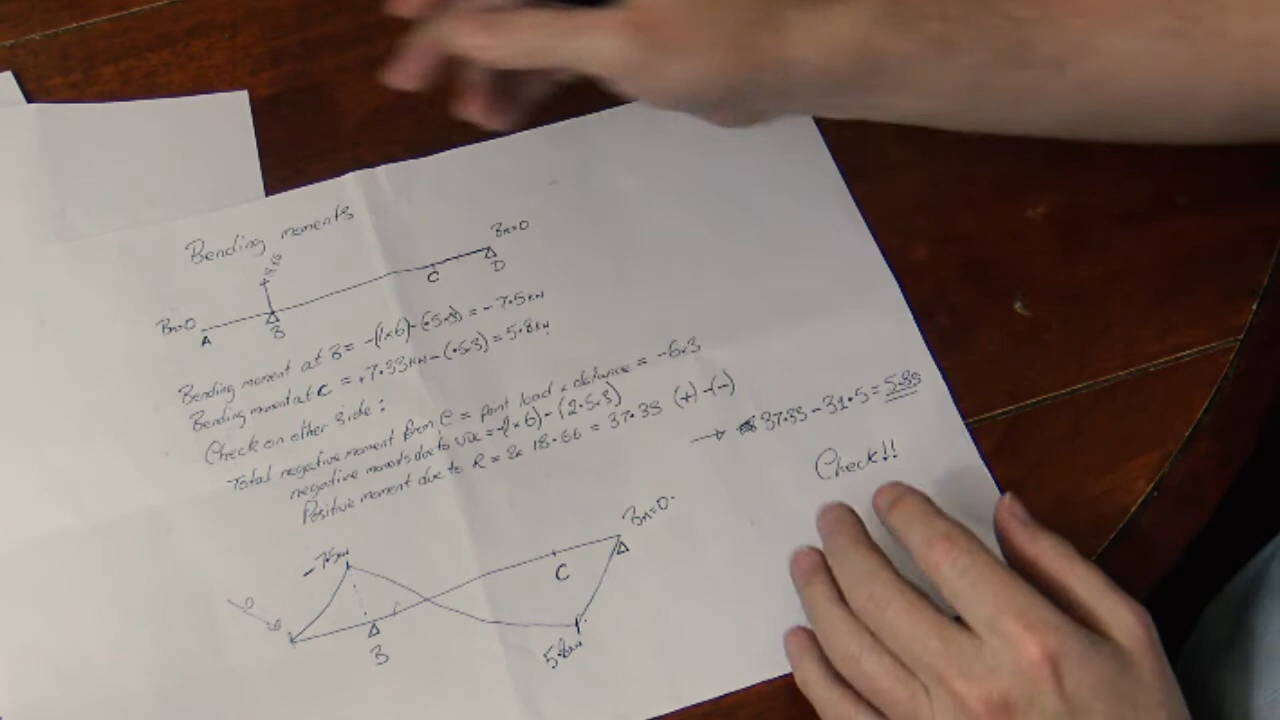 Bending moments
BM=0
BM=0
A
B
C
D
Bending moment at B = -(1×6)-(.5×3) = -7.5KN
Bending moment at C = +7.33KN-(.5·3) = 5.8KN
Check on other side:
Total negative moment from C = point load × distance = -6×3
negative moments due to = -(1×6)-(2.5·3)
Positive moment due to R = 2× 18.66 = 37.33 (+)-(-)
→ 37.33-31.5 = 5.83
Check!!
-7.5KN
BM=0
0
B
C
5.8KN